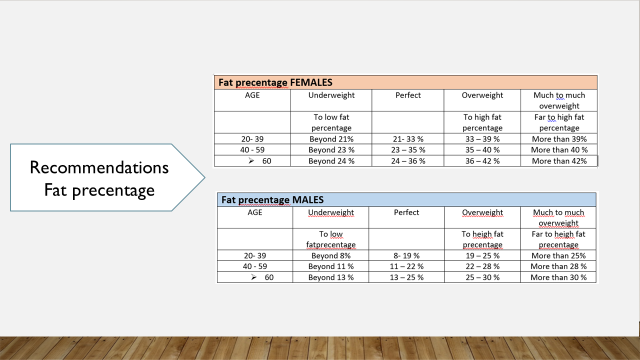 Recommendations
Fat precentage
Fat precentage FEMALES
AGE Underweight Perfect Overweight Much to much
overweight
To low fat To high fat Far to high fat
percentage percentage percentage
20- 39 Beyond 21% 21- 33 % 33 – 39 % More than 39%
40 - 59 Beyond 23 % 23 – 35 % 35 – 40 % More than 40 %
➢ 60 Beyond 24 % 24 – 36 % 36 – 42 % More than 42%
Fat precentage MALES
AGE Underweight Perfect Overweight Much to much
overweight
To low To heigh fat Far to heigh fat
fatprecentage precentage precentage
20- 39 Beyond 8% 8- 19 % 19 – 25 % More than 25%
40 - 59 Beyond 11 % 11 – 22 % 22 – 28 % More than 28 %
➢ 60 Beyond 13 % 13 – 25 % 25 – 30 % More than 30 %